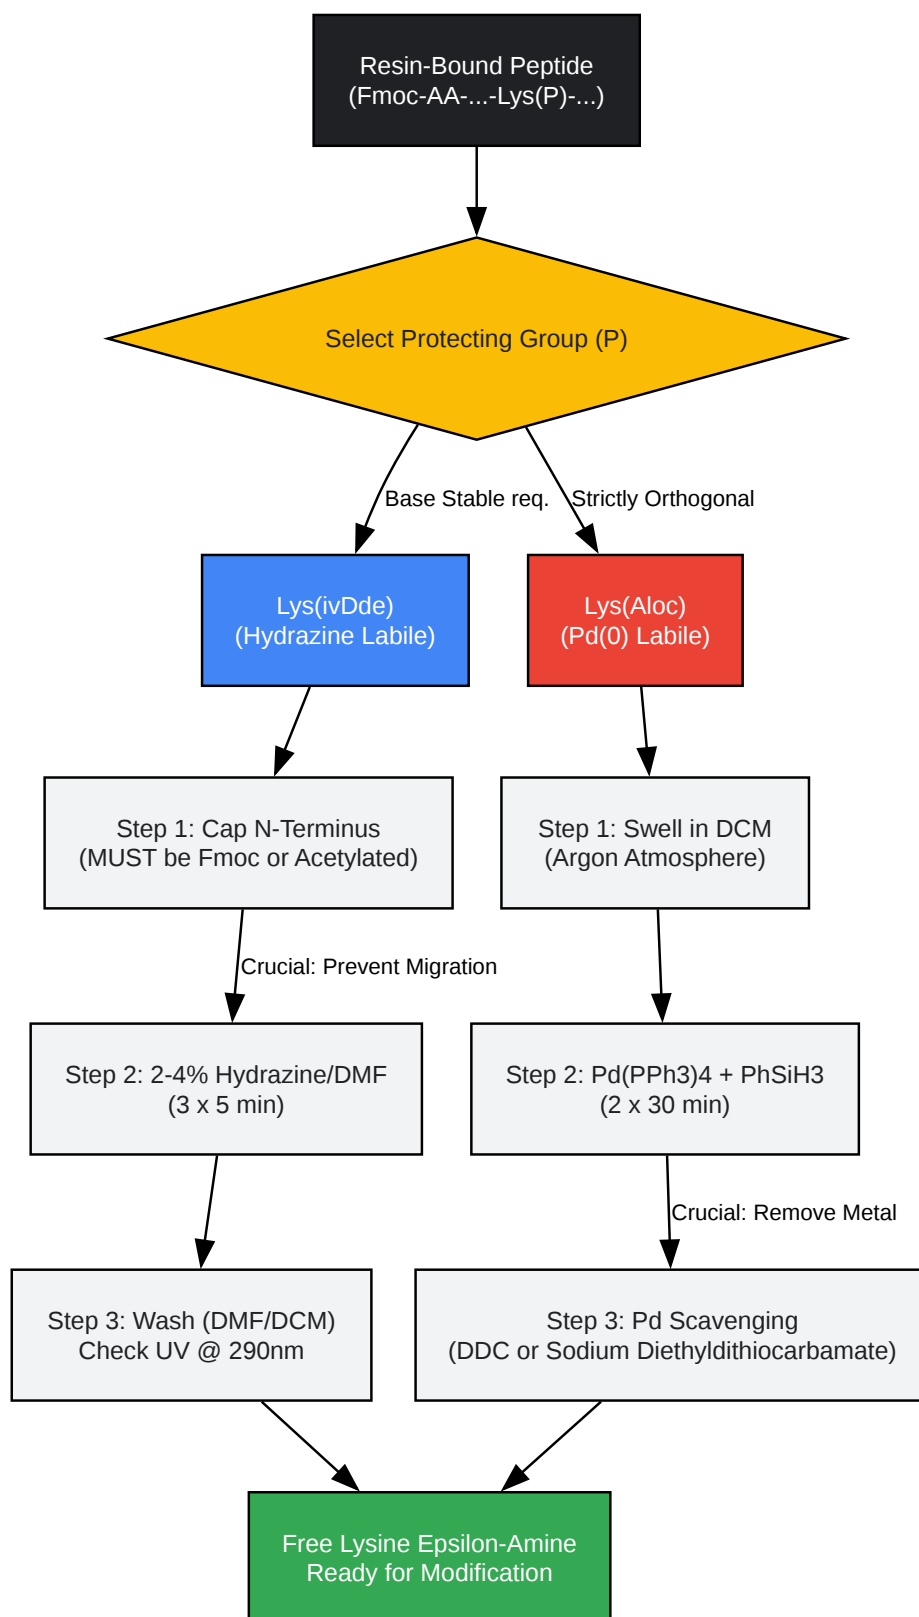 Resin-Bound Peptide
(Fmoc-AA-...-Lys(P)-...)
Select Protecting Group (P)
Base Stable req.
Strictly Orthogonal
Lys(ivDde)
(Hydrazine Labile)
Lys(Aloc)
(Pd(0) Labile)
Step 1: Cap N-Terminus
(MUST be Fmoc or Acetylated)
Step 1: Swell in DCM
(Argon Atmosphere)
Crucial: Prevent Migration
Step 2: 2-4% Hydrazine/DMF
(3 x 5 min)
Step 2: Pd(PPh3)4 + PhSiH3
(2 x 30 min)
Crucial: Remove Metal
Step 3: Wash (DMF/DCM)
Check UV @ 290nm
Step 3: Pd Scavenging
(DDC or Sodium Diethyldithiocarbamate)
Free Lysine Epsilon-Amine
Ready for Modification